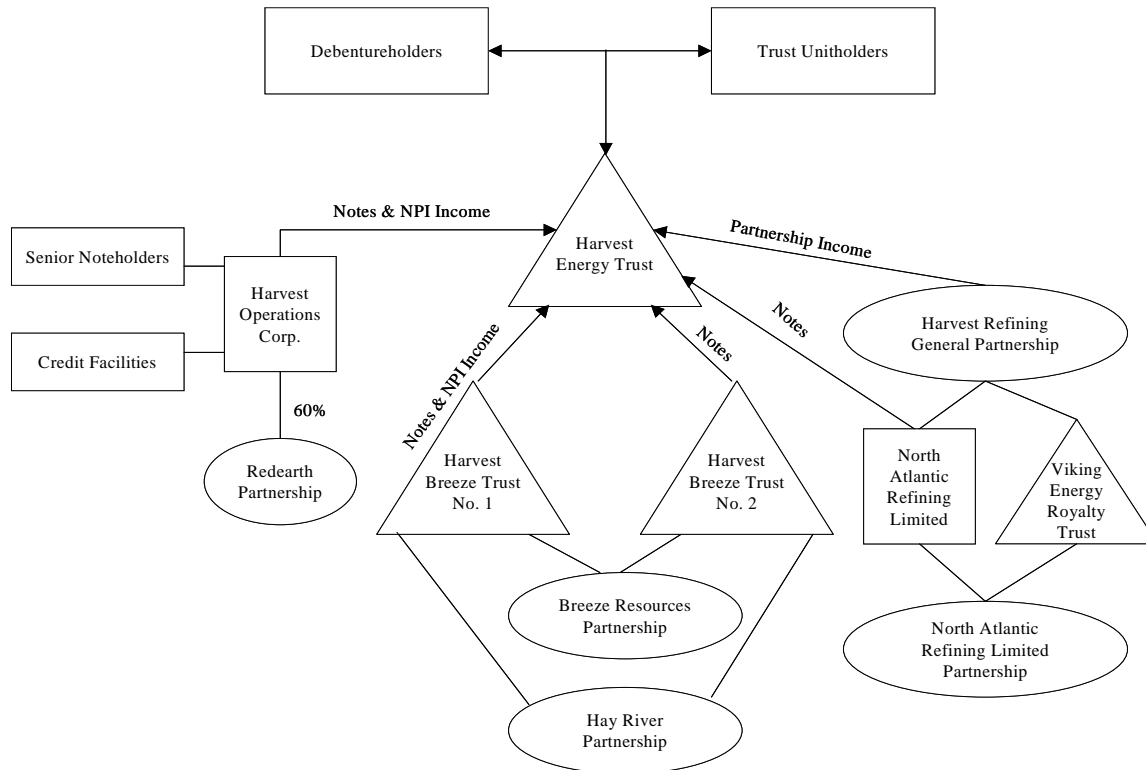 Debentureholders
Trust Unitholders
Notes & NPI Income
Partnership Income
Senior Noteholders
Harvest
Operations
Corp.
Harvest
Energy Trust
Credit Facilities
Notes
Harvest Refining
General Partnership
Notes & NPI Income
Notes
60%
Redearth
Partnership
Harvest
Breeze Trust
No. 1
Harvest
Breeze Trust
No. 2
North
Atlantic
Refining
Limited
Viking
Energy
Royalty
Trust
Breeze Resources
Partnership
North Atlantic
Refining Limited
Partnership
Hay River
Partnership